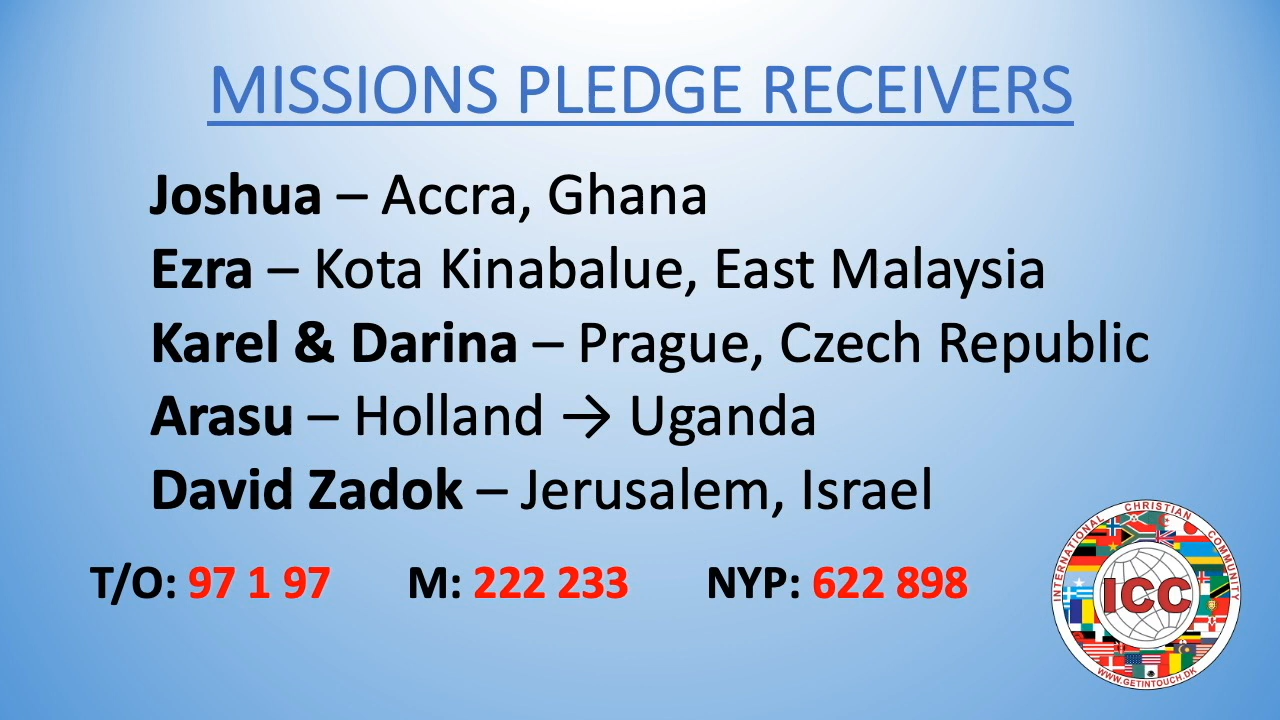 MISSIONS PLEDGE RECEIVERS
Joshua – Accra, Ghana
Ezra – Kota Kinabalue, East Malaysia
Karel & Darina – Prague, Czech Republic
Arasu – Holland → Uganda
David Zadok – Jerusalem, Israel
T/O: 97 1 97 M: 222 233 NYP: 622 898
INTERNATIONAL CHRISTIAN COMMUNITY
ICC
WWW.GETINTOUCH.DK